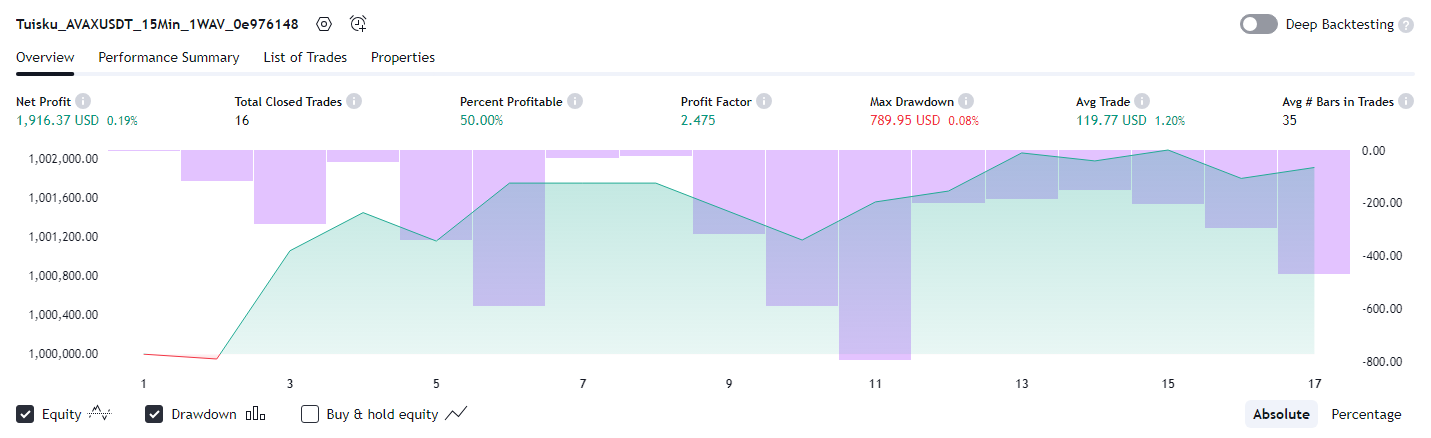 Tuisku_AVAXUSDT_15Min_1WAV_0e976148
Deep Backtesting ?
Overview Performance Summary List of Trades Properties
Net Profit i Total Closed Trades i Percent Profitable i Profit Factor i Max Drawdown i Avg Trade i Avg # Bars in Trades i
1,916.37 USD 0.19% 16 50.00% 2.475 789.95 USD 0.08% 119.77 USD 1.20% 35
1,002,000.00 0.00
1,001,600.00 -200.00
1,001,200.00 -400.00
1,000,800.00
1,000,400.00 -600.00
1,000,000.00 -800.00
1 3 5 7 9 11 13 15 17
Equity Drawdown Buy & hold equity Absolute Percentage